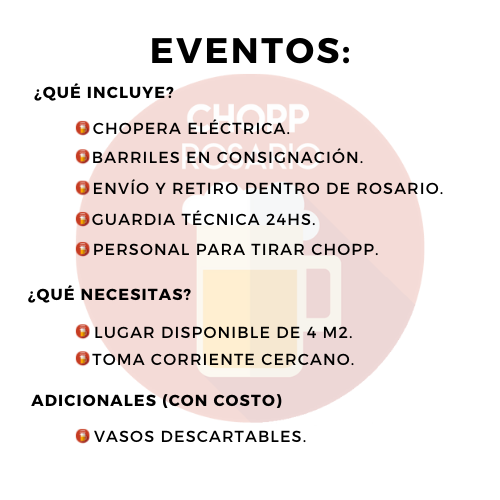 EVENTOS:
¿QUÉ INCLUYE?
CHOPP
CHOPERA ELÉCTRICA.
ROSARIO
BARRILES EN CONSIGNACIÓN.
ENVÍO Y RETIRO DENTRO DE ROSARIO.
GUARDIA TÉCNICA 24HS.
PERSONAL PARA TIRAR CHOPP.
¿QUÉ NECESITAS?
LUGAR DISPONIBLE DE 4 M2.
TOMA CORRIENTE CERCANO.
ADICIONALES (CON COSTO)
VASOS DESCARTABLES.